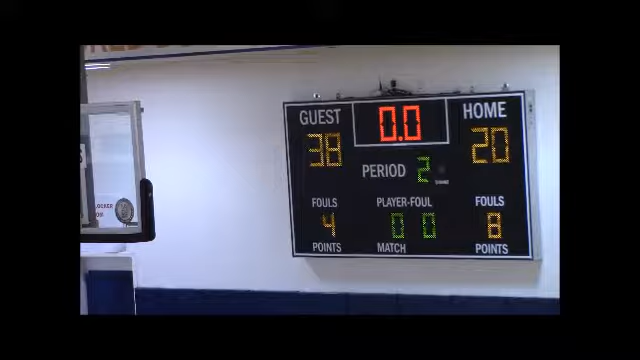 GUEST 0.0 HOME
38 20
PERIOD 2
FOULS PLAYER-FOUL FOULS
4 0 0 8
POINTS MATCH POINTS